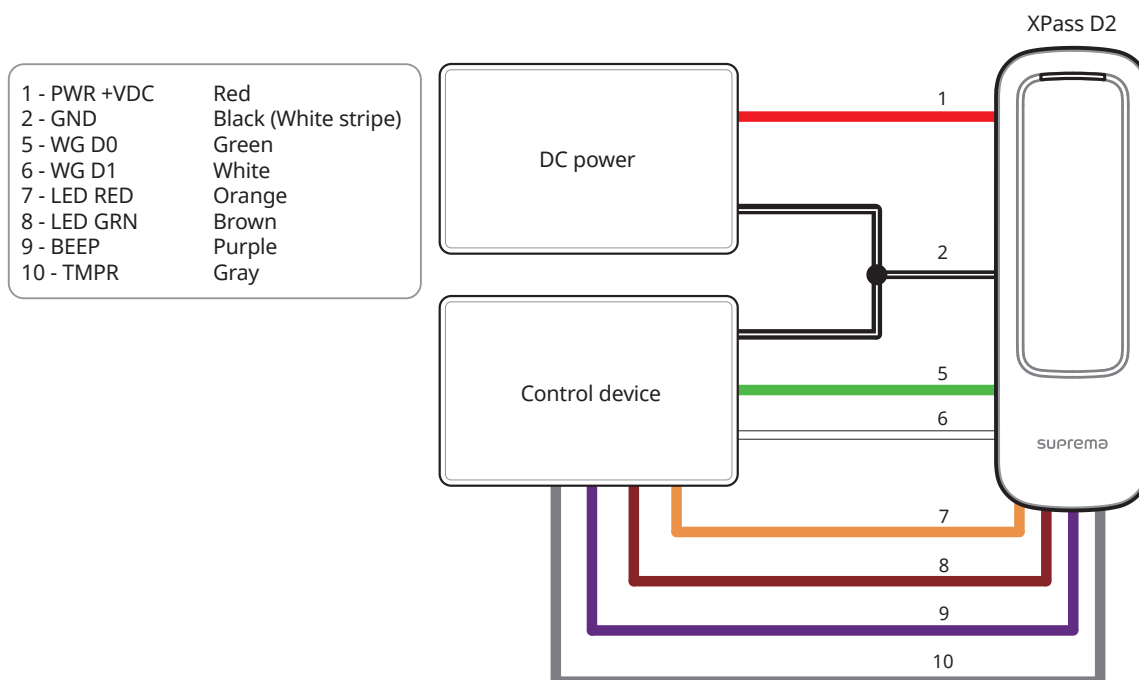 XPass D2
1 - PWR +VDC Red
2 - GND Black (White stripe)
5 - WG D0 Green
6 - WG D1 White
7 - LED RED Orange
8 - LED GRN Brown
9 - BEEP Purple
10 - TMPR Gray
DC power
1
2
Control device
5
6
suprema
7
8
9
10